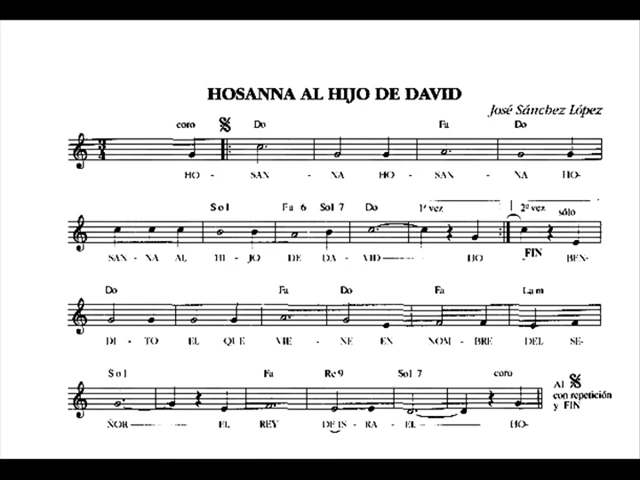 HOSANNA AL HIJO DE DAVID
José Sánchez López
coro Do Fa Do
HO - SAN - NA HO - SAN - NA HO-
Sol Fa 6 Sol 7 Do 1ª vez 2ª vez sólo
SAN - NA AL HI - JO DE DA - VID HO FIN BEN-
Do Fa Do Fa Lam
DI - TO EL QUE VIE - NE EN NOM - BRE DEL SE-
Sol Fa Re9 Sol 7 coro
ÑOR EL REY DE IS - RA - EL HO-
Al
con repetición
y FIN